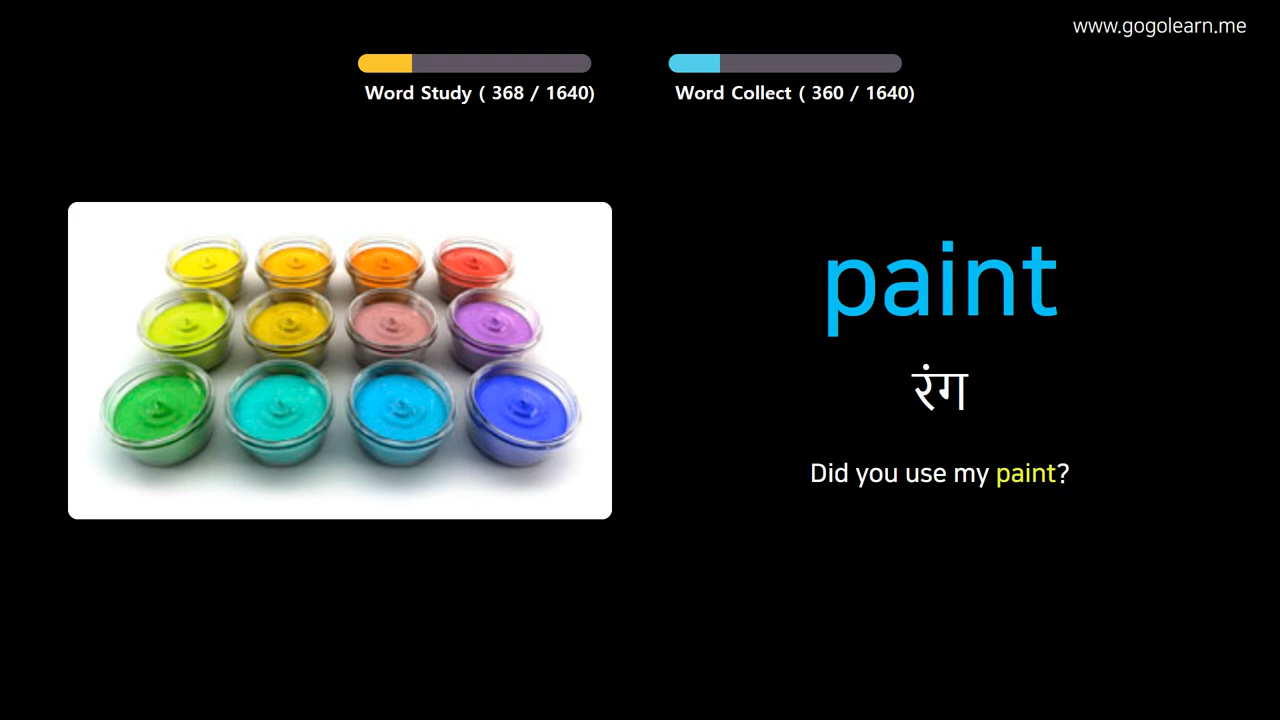 www.gogolearn.me
Word Study ( 368 / 1640)
Word Collect ( 360 / 1640)
paint
रंग
Did you use my paint?